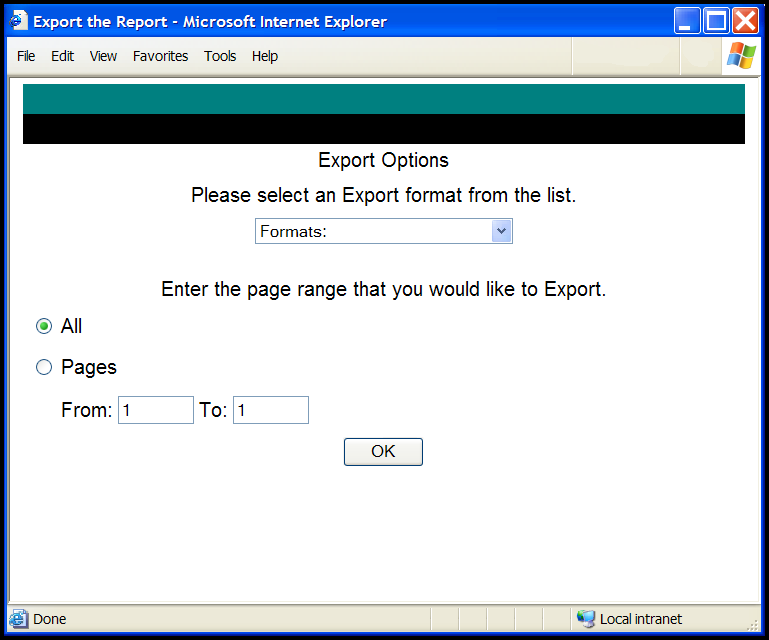 Export the Report - Microsoft Internet Explorer
File Edit View Favorites Tools Help
Export Options
Please select an Export format from the list.
Formats:
Enter the page range that you would like to Export.
All
Pages
From: 1 To: 1
OK
Done Local intranet